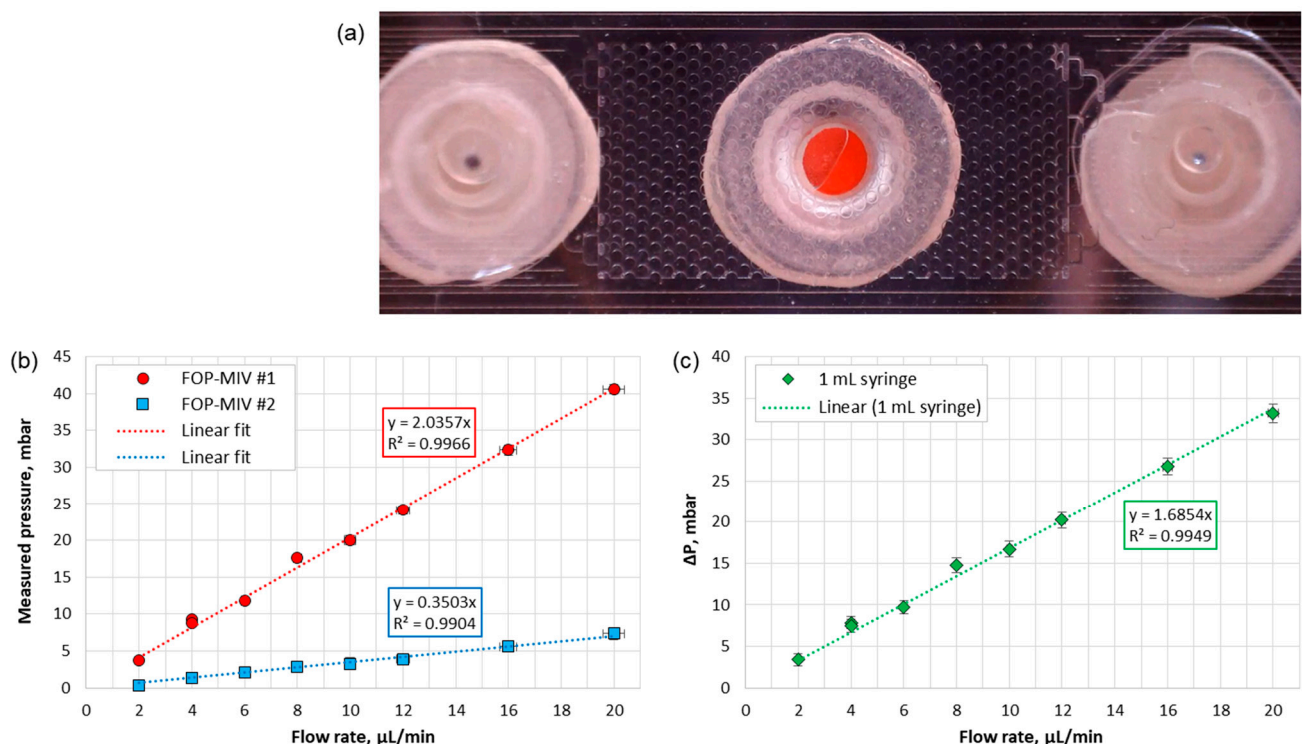 (a)
(b)
45
40
35
30
25
20
15
10
5
0
Measured pressure, mbar
FOP-MIV #1
FOP-MIV #2
Linear fit
Linear fit
y = 2.0357x
R² = 0.9966
y = 0.3503x
R² = 0.9904
0 2 4 6 8 10 12 14 16 18 20
Flow rate, µL/min
(c)
40
35
30
25
20
15
10
5
0
ΔP, mbar
1 mL syringe
Linear (1 mL syringe)
y = 1.6854x
R² = 0.9949
0 2 4 6 8 10 12 14 16 18 20
Flow rate, µL/min